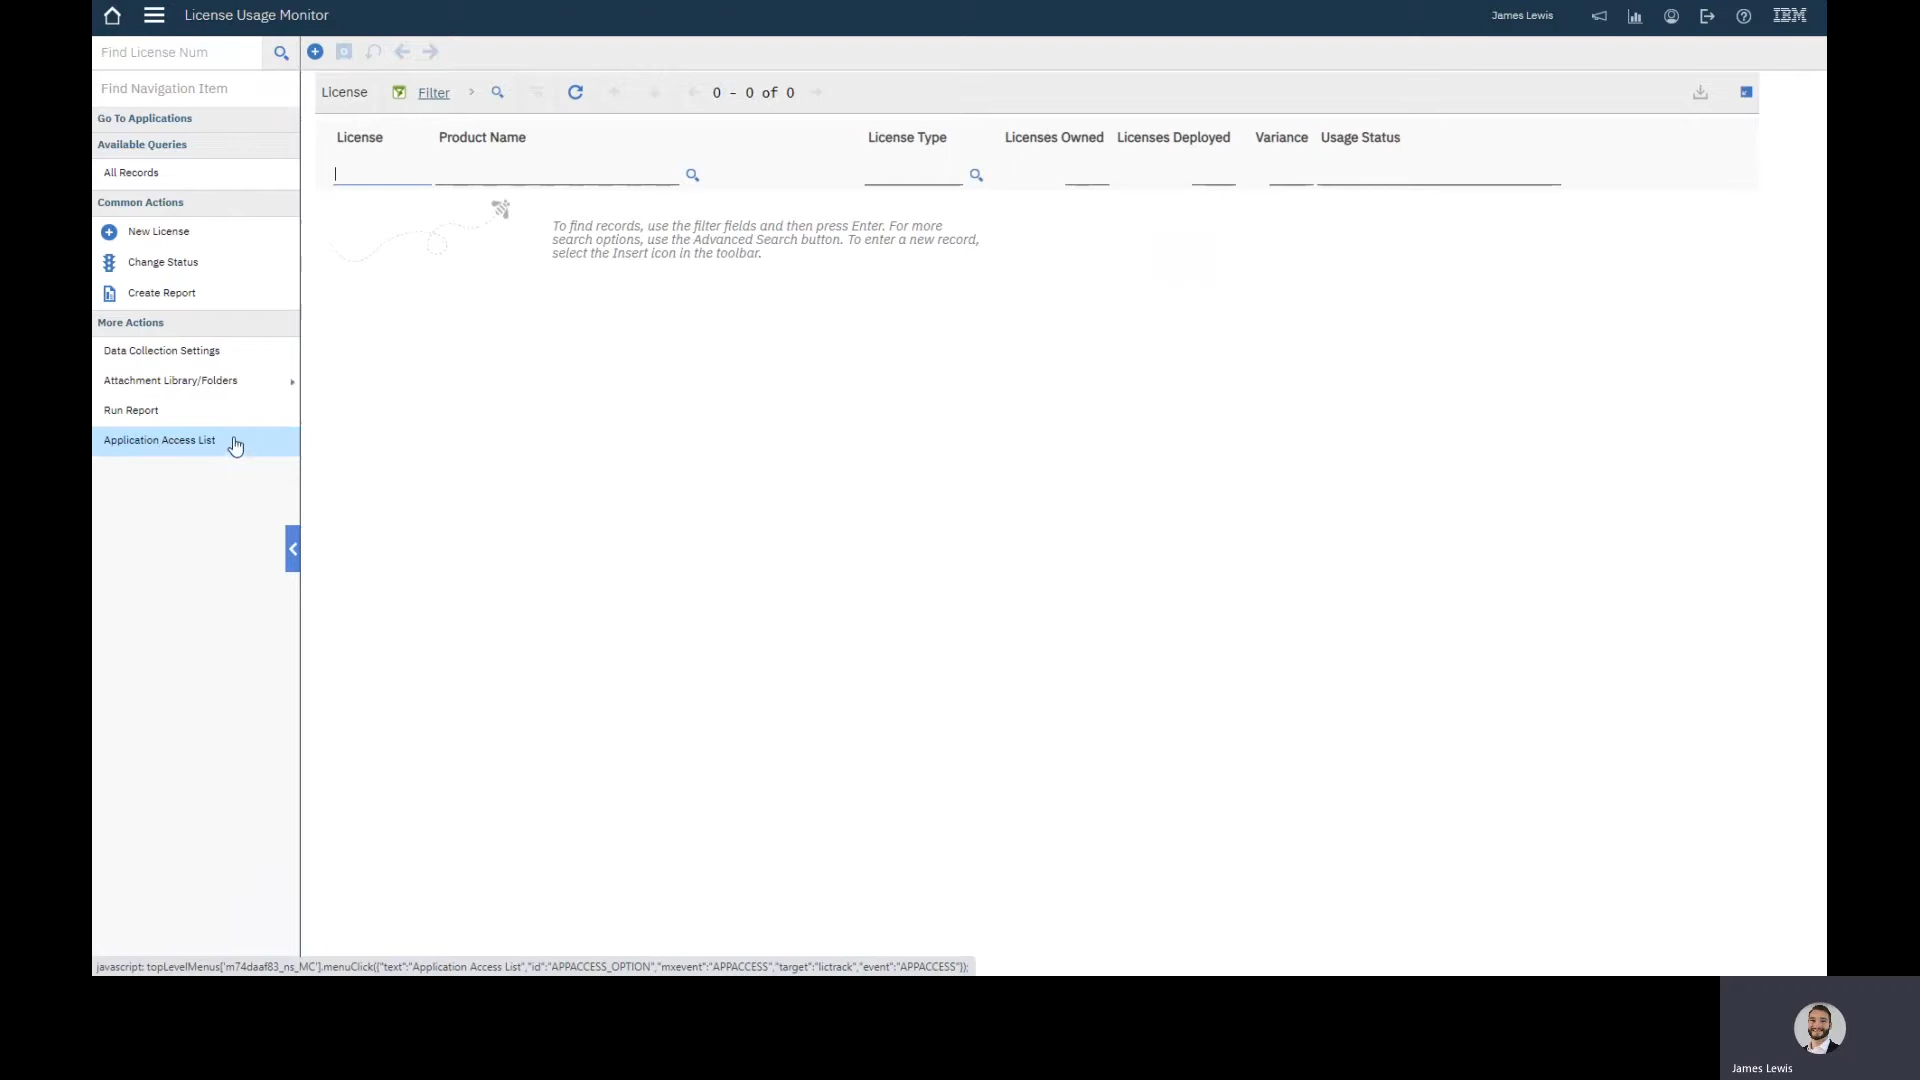 License Usage Monitor
James Lewis
IBM
Find License Num
Find Navigation Item
Go To Applications
Available Queries
All Records
Common Actions
New License
Change Status
Create Report
More Actions
Data Collection Settings
Attachment Library/Folders
Run Report
Application Access List
License
Filter
0 - 0 of 0
License Product Name License Type Licenses Owned Licenses Deployed Variance Usage Status
To find records, use the filter fields and then press Enter. For more
search options, use the Advanced Search button. To enter a new record,
select the Insert icon in the toolbar.
javascript: topLevelMenus['m74daaf83_ns_MC'].menuClick({"text":"Application Access List","id":"APPACCESS_OPTION","mxevent":"APPACCESS","target":"lictrack","event":"APPACCESS"});
James Lewis